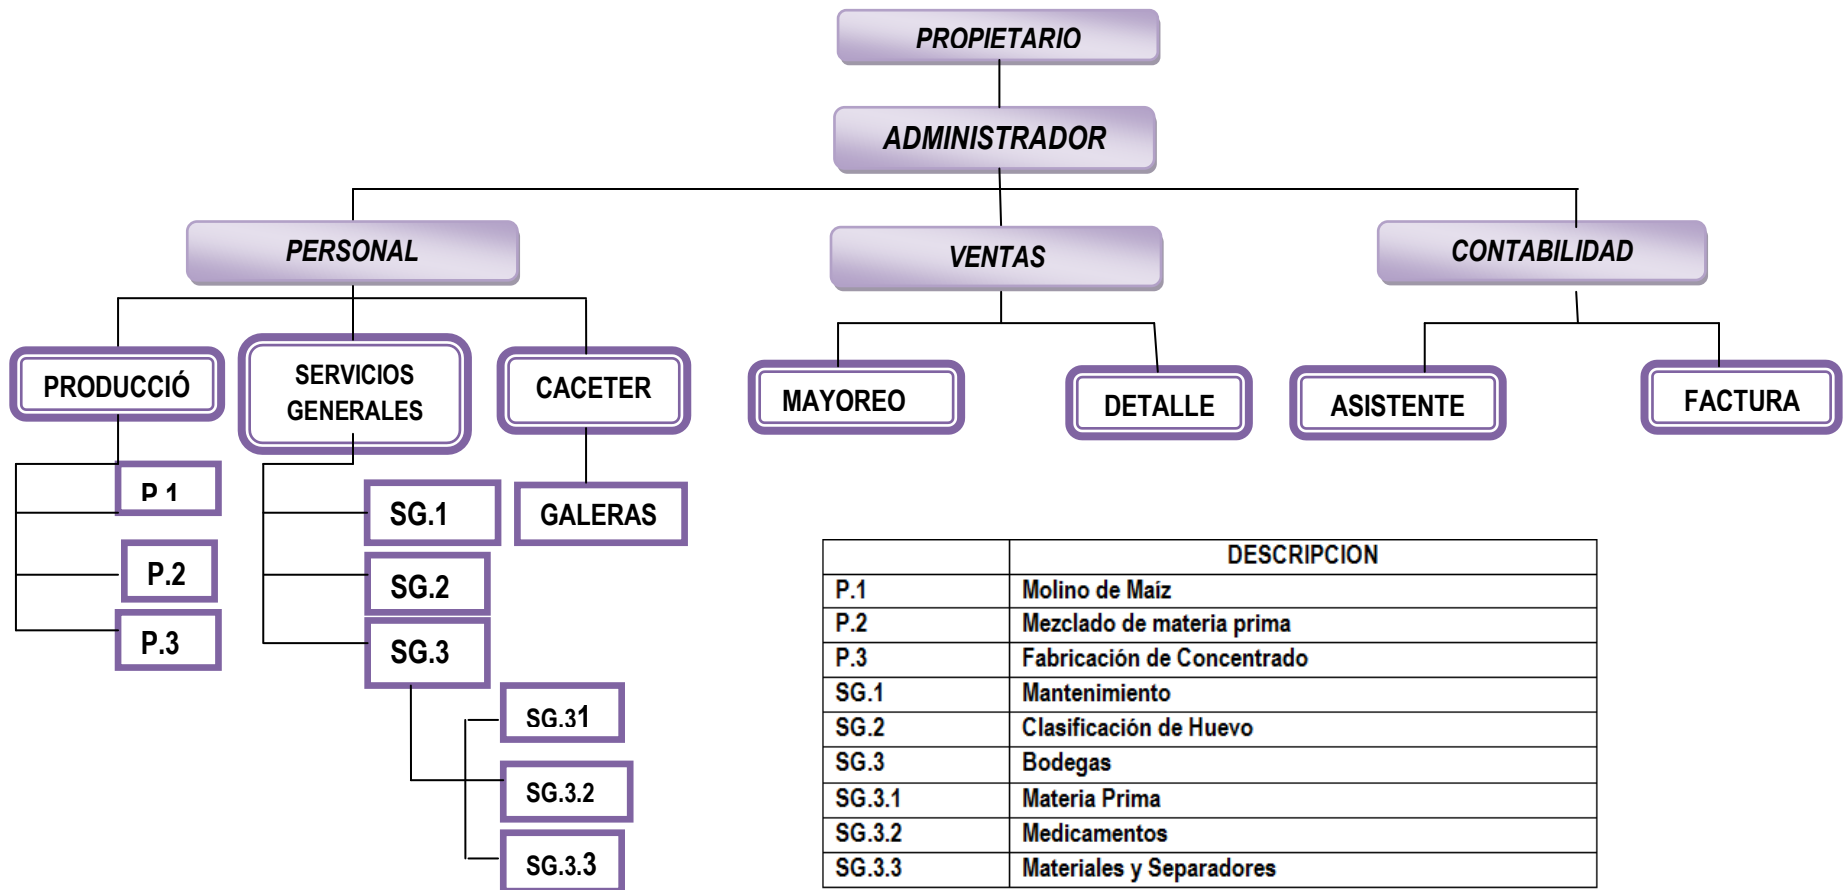 PROPIETARIO
ADMINISTRADOR
PERSONAL
VENTAS
CONTABILIDAD
PRODUCCIÓ
SERVICIOS
GENERALES
CACETER
MAYOREO
DETALLE
ASISTENTE
FACTURA
P.1
P.2
P.3
SG.1
SG.2
SG.3
GALERAS
SG.31
SG.3.2
SG.3.3
DESCRIPCION
P.1 Molino de Maíz
P.2 Mezclado de materia prima
P.3 Fabricación de Concentrado
SG.1 Mantenimiento
SG.2 Clasificación de Huevo
SG.3 Bodegas
SG.3.1 Materia Prima
SG.3.2 Medicamentos
SG.3.3 Materiales y Separadores